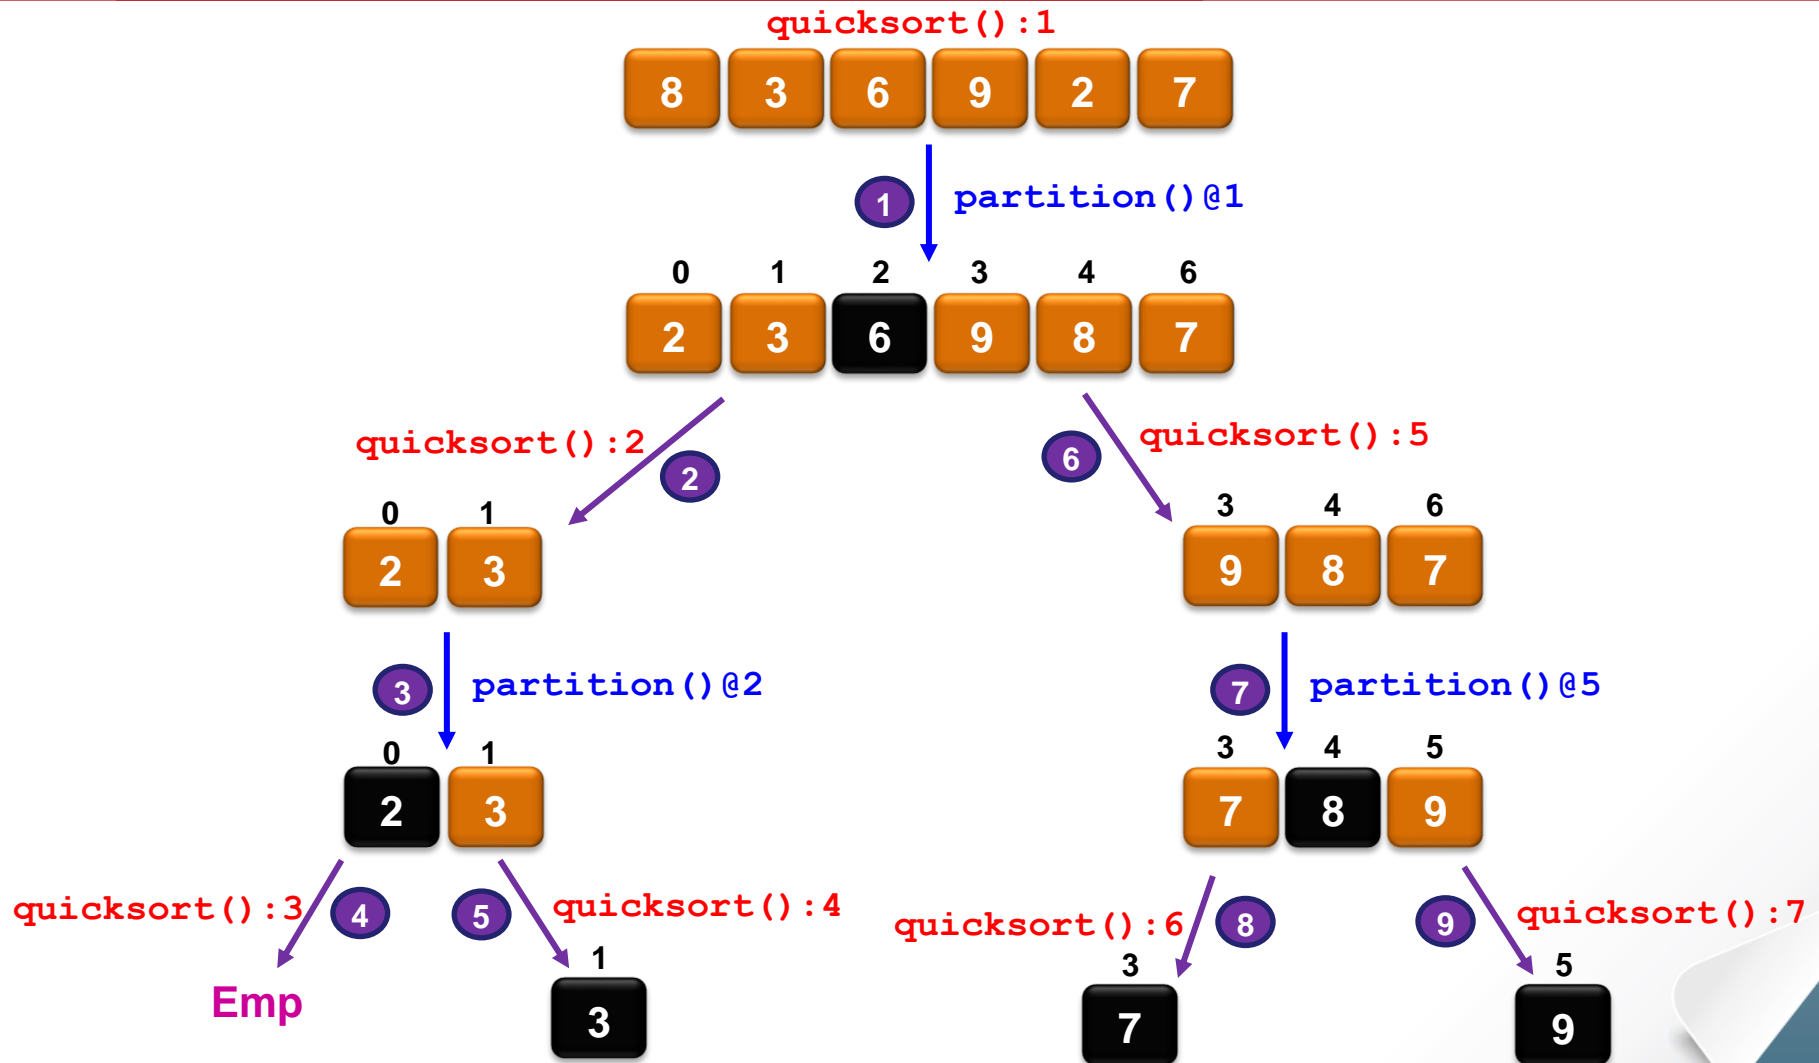 quicksort():1
8 3 6 9 2 7
1 partition()@1
0 1 2 3 4 6
2 3 6 9 8 7
quicksort():2 2 6 quicksort():5
0 1
2 3
3 4 6
9 8 7
3 partition()@2
7 partition()@5
0 1
2 3
3 4 5
7 8 9
quicksort():3 4 5 quicksort():4
quicksort():6 8 9 quicksort():7
Emp
1
3
3
7
5
9